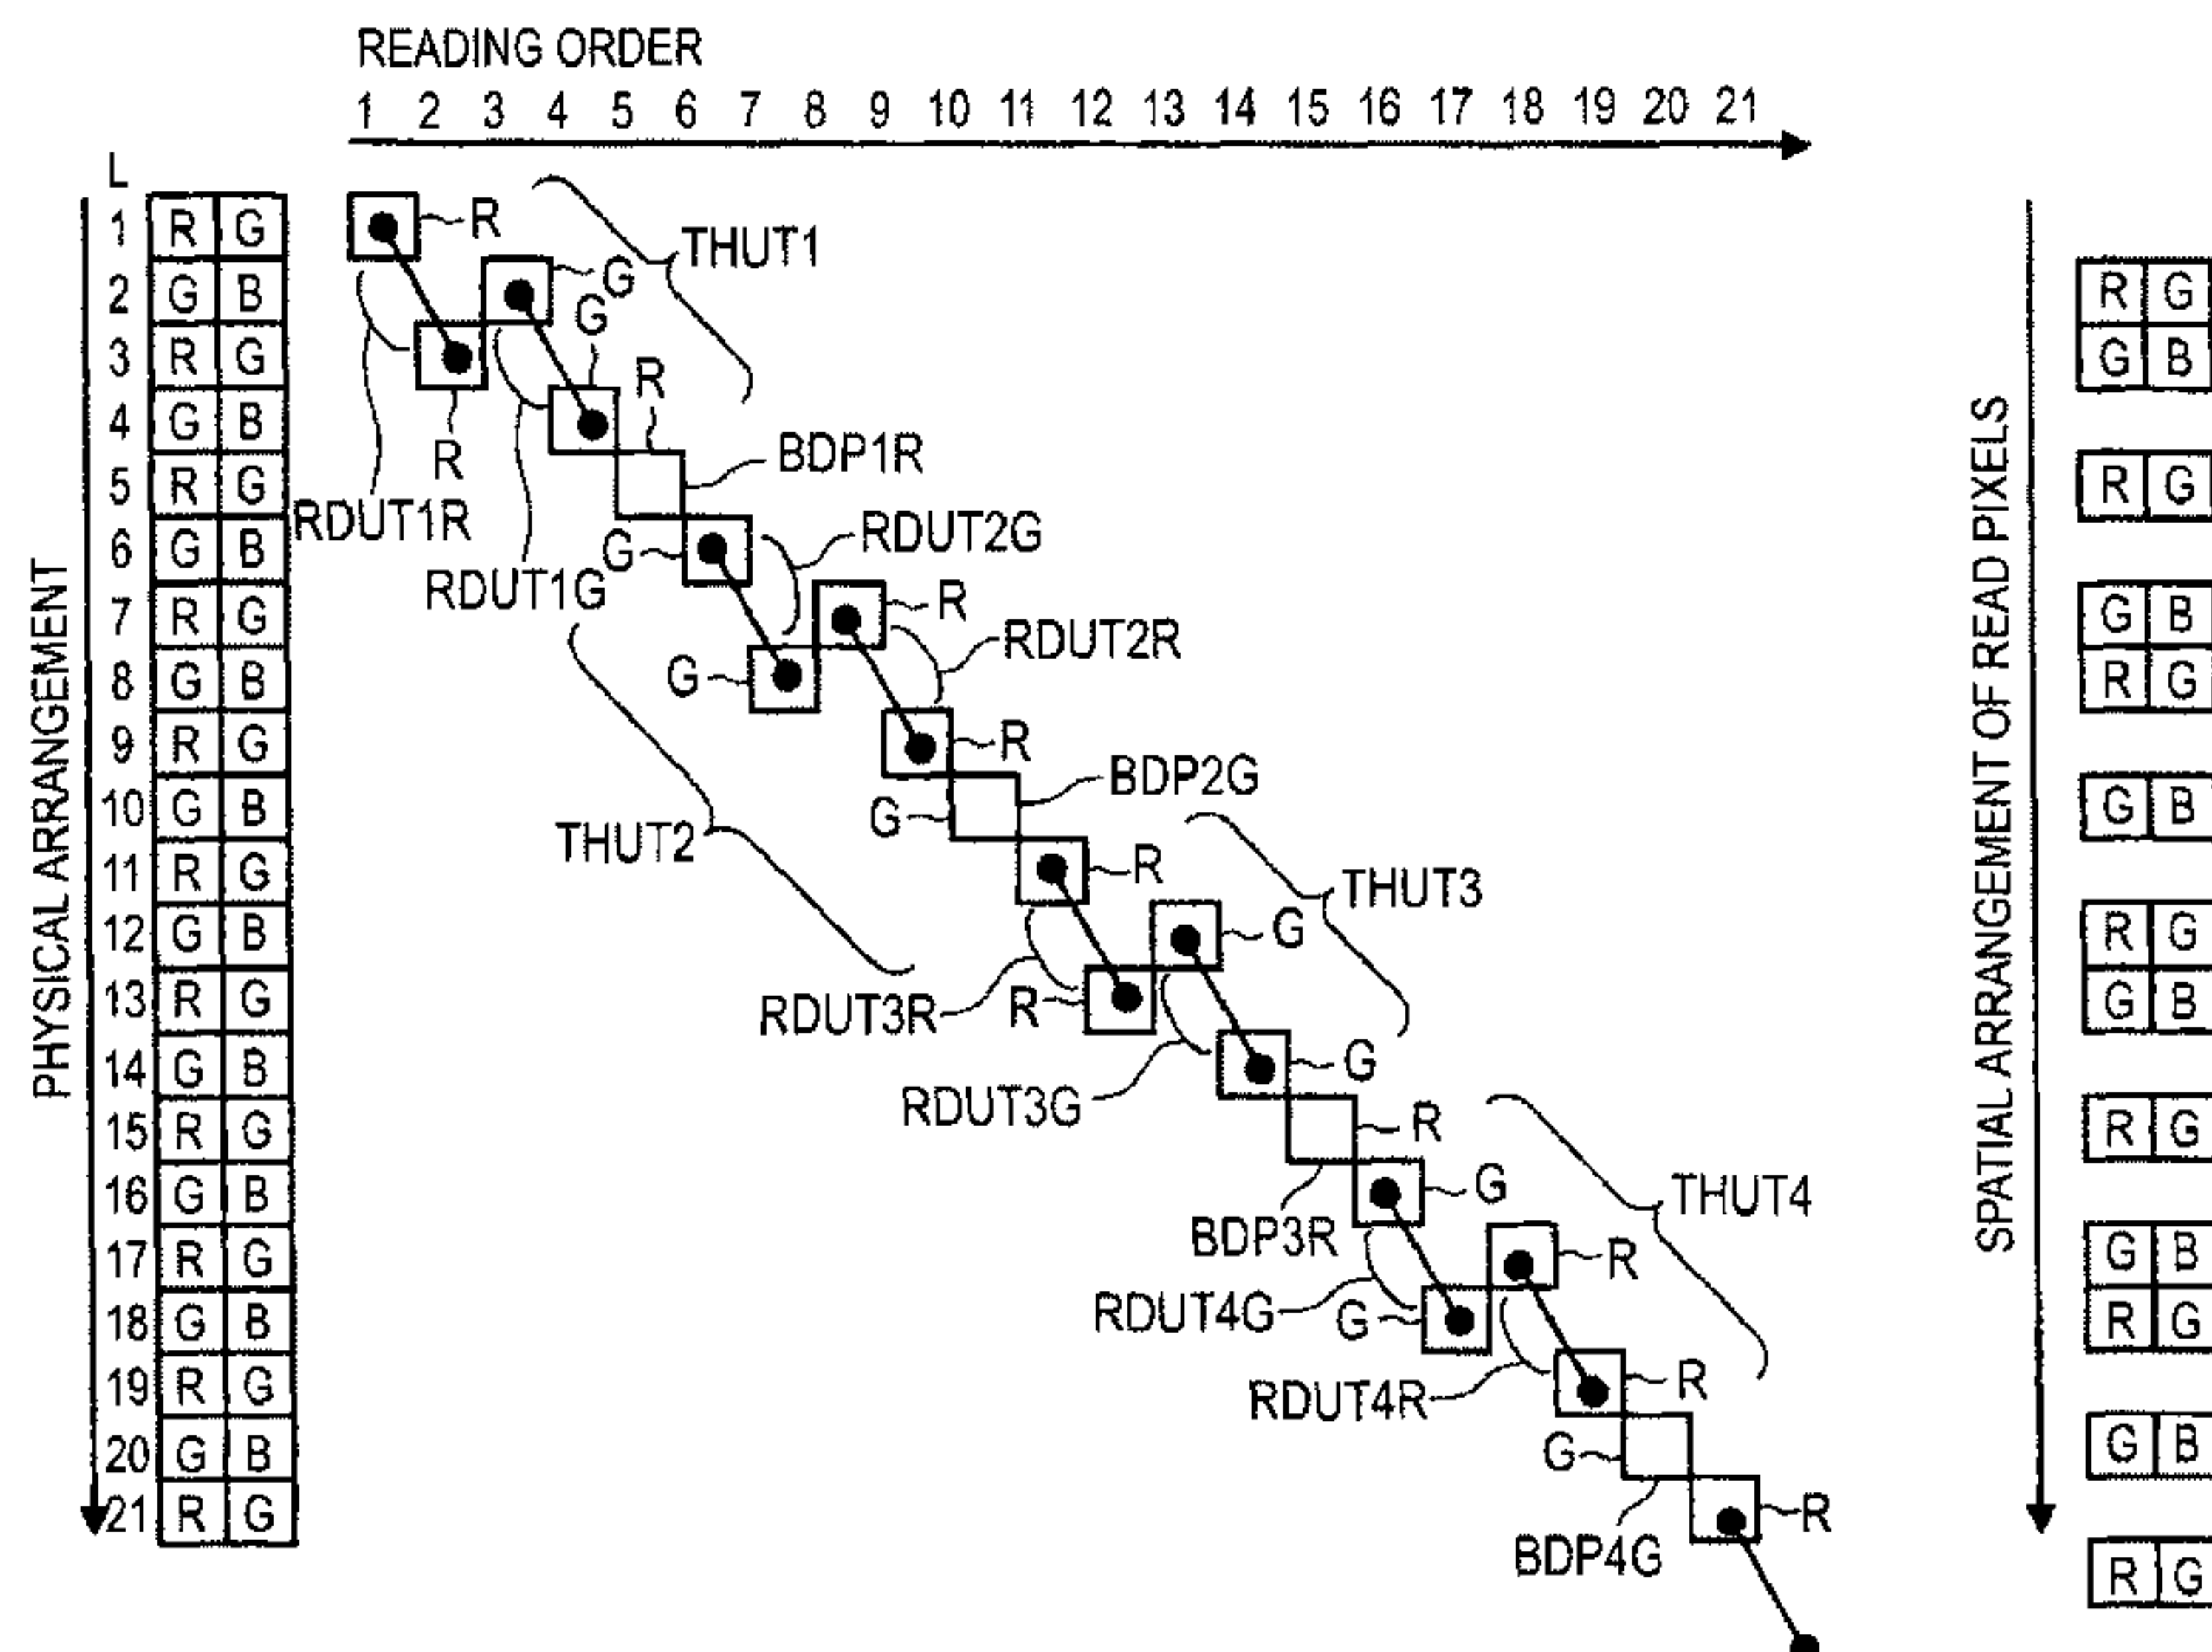 READING ORDER
1 2 3 4 5 6 7 8 9 10 11 12 13 14 15 16 17 18 19 20 21
L
PHYSICAL ARRANGEMENT
1 R G
2 G B
3 R G
4 G B
5 R G
6 G B
7 R G
8 G B
9 R G
10 G B
11 R G
12 G B
13 R G
14 G B
15 R G
16 G B
17 R G
18 G B
19 R G
20 G B
21 R G
R
THUT1
G
G
R
R
BDP1R
RDUT1R
RDUT2G
G
RDUT1G
R
RDUT2R
G
R
BDP2G
G
THUT2
R
THUT3
G
RDUT3R
R
G
RDUT3G
R
G
THUT4
BDP3R
R
RDUT4G
G
R
RDUT4R
G
R
BDP4G
SPATIAL ARRANGEMENT OF READ PIXELS
R G
G B
R G
G B
R G
G B
R G
G B
R G
G B
R G
G B
R G